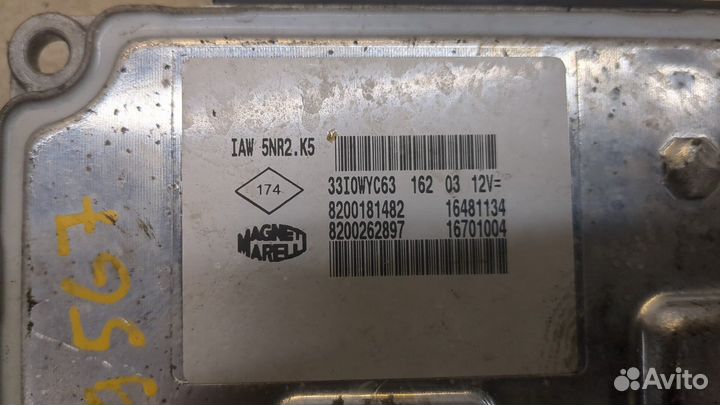 IAW 5NR2.K5
174
33IOWYC63 162 03 12V=
8200181482 16481134
8200262897 16701004
MAGNETI
MARELLI
Avito